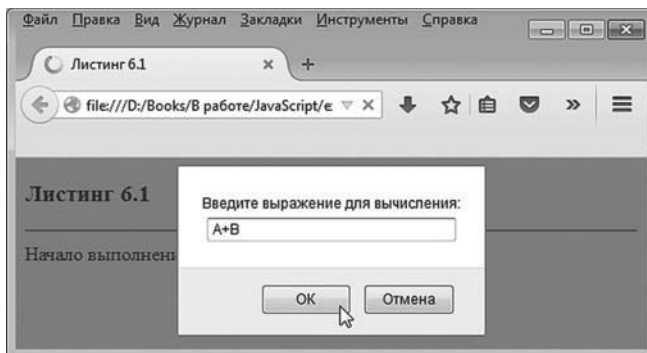 Файл Правка Вид Журнал Закладки Инструменты Справка
Листинг 6.1
file:///D:/Books/В работе/JavaScript/e
Листинг 6.1
Введите выражение для вычисления:
A+B
Начало выполнени
ОК Отмена